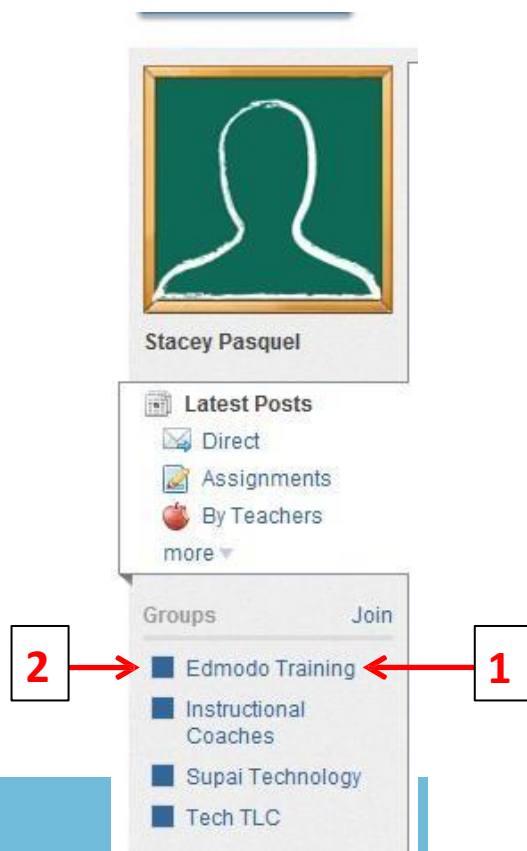 Stacey Pasquel
Latest Posts
Direct
Assignments
By Teachers
more
Groups Join
2 Edmodo Training 1
Instructional
Coaches
Supai Technology
Tech TLC